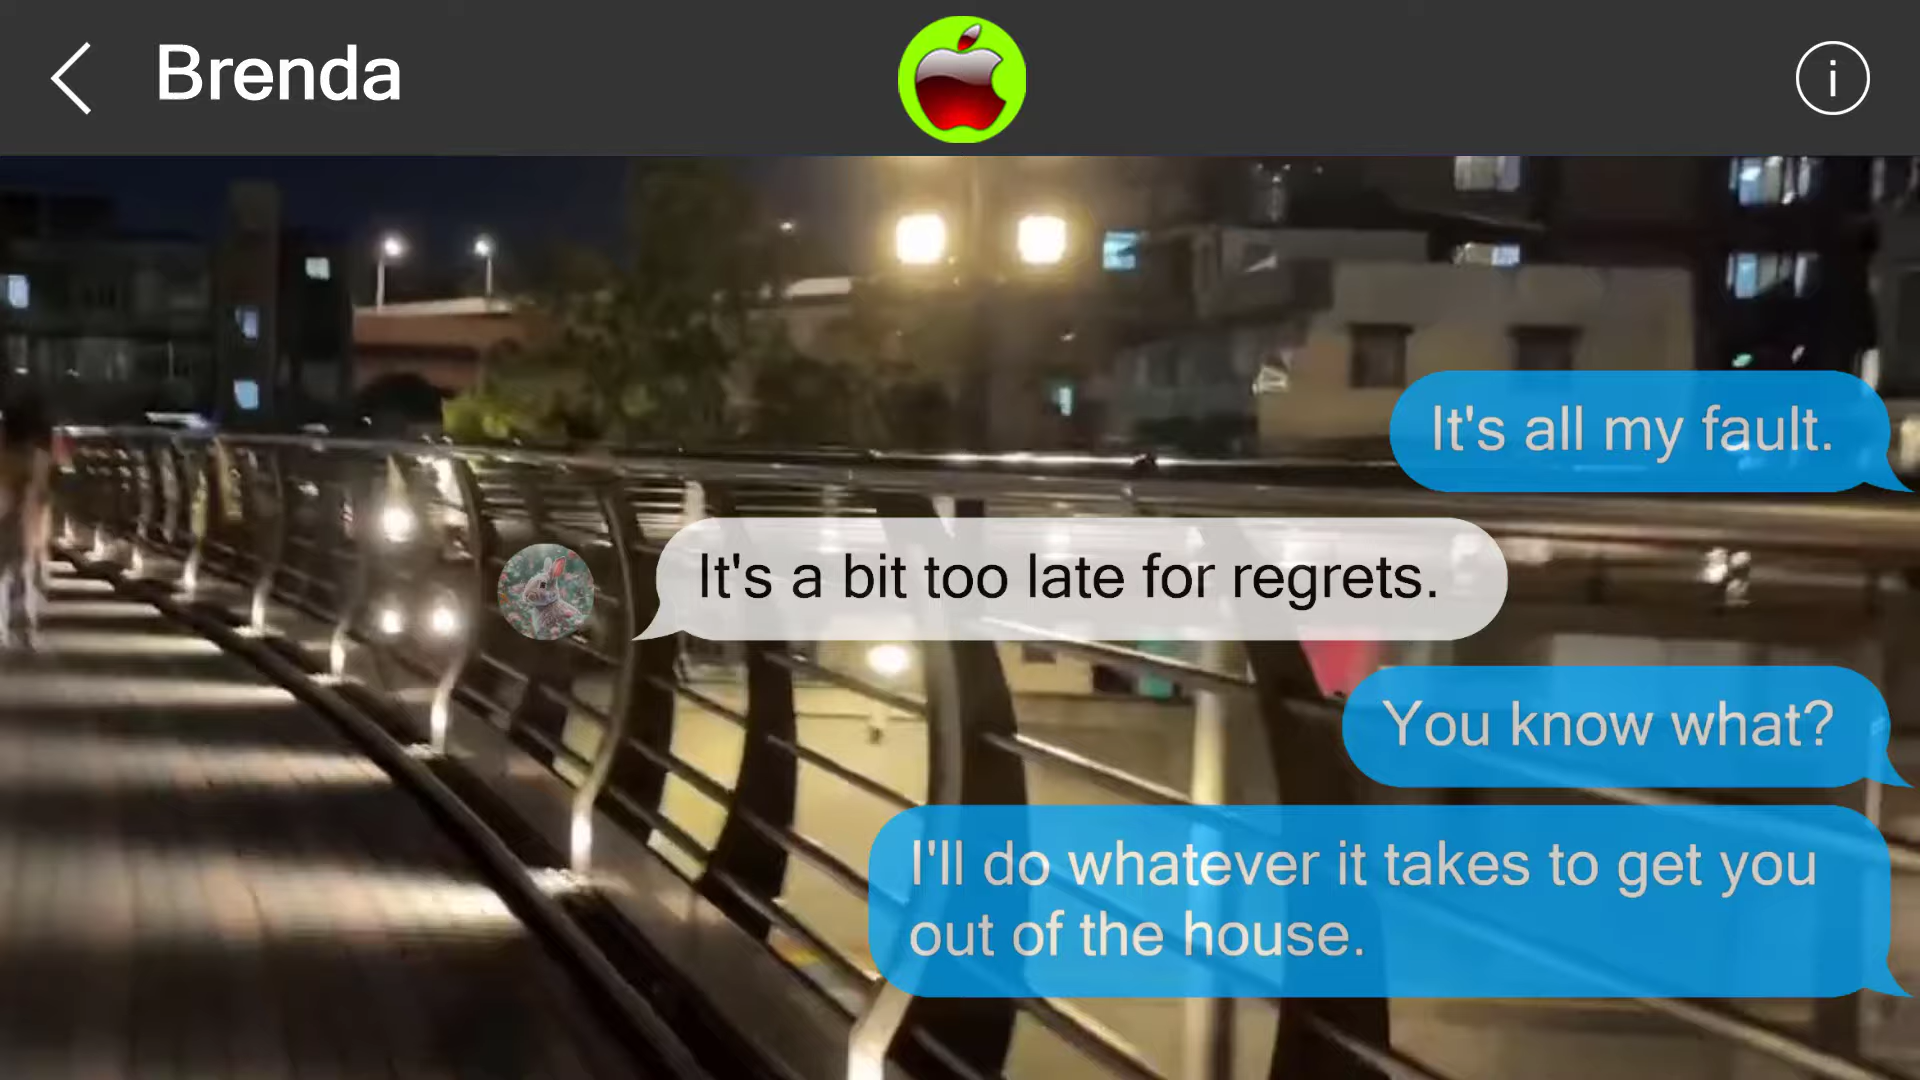 Brenda
i
It's all my fault.
It's a bit too late for regrets.
You know what?
I'll do whatever it takes to get you
out of the house.